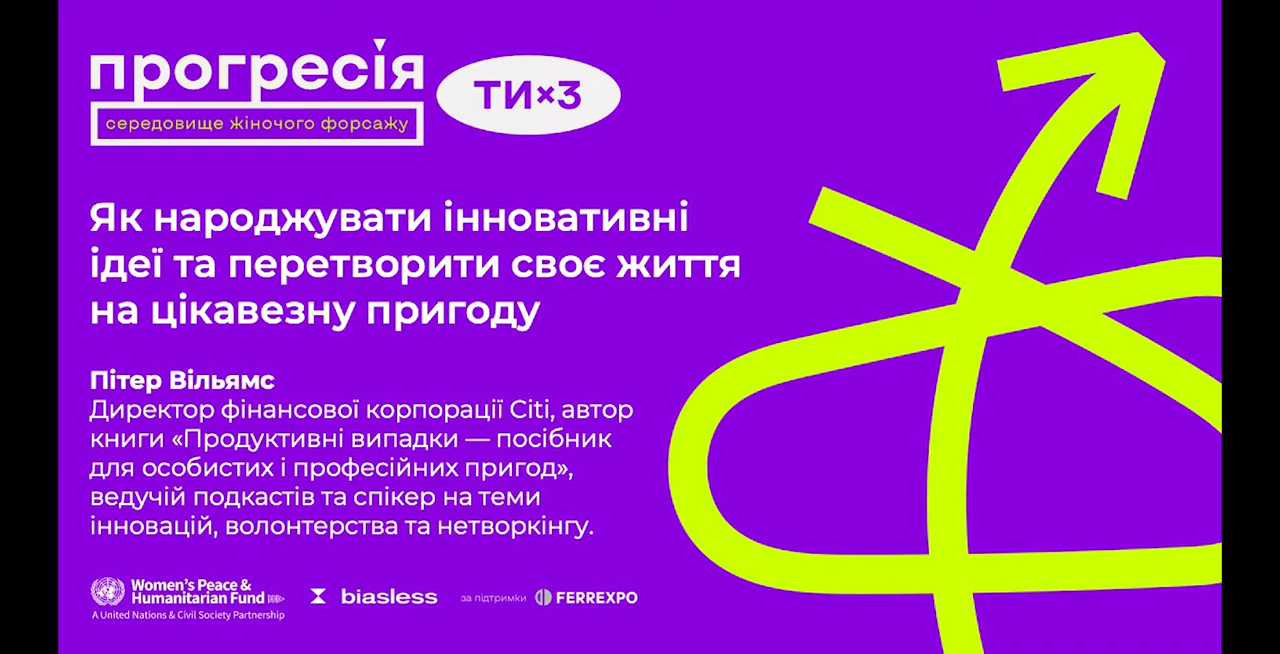 прогресія
середовище жіночого форсажу
ТИ×3
Як народжувати інновативні
ідеї та перетворити своє життя
на цікавезну пригоду
Пітер Вільямс
Директор фінансової корпорації Citi, автор
книги «Продуктивні випадки — посібник
для особистих і професійних пригод»,
ведучій подкастів та спікер на теми
інновацій, волонтерства та нетворкінгу.
Women's Peace &
Humanitarian Fund
A United Nations & Civil Society Partnership
biasless
за підтримки FERREXPO